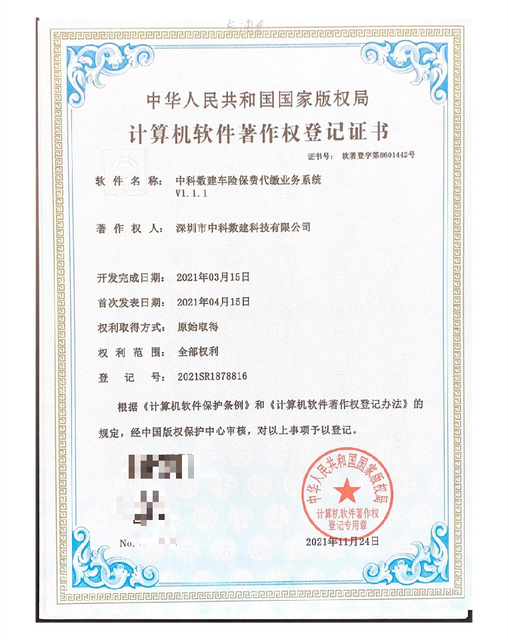 中华人民共和国国家版权局
计算机软件著作权登记证书
证书号： 软著登字第8601442号
软件名称： 中科数建车险保费代缴业务系统
V1.1.1
著作权人： 深圳市中科数建科技有限公司
开发完成日期： 2021年03月15日
首次发表日期： 2021年04月15日
权利取得方式： 原始取得
权利范围： 全部权利
登记号： 2021SR1878816
根据《计算机软件保护条例》和《计算机软件著作权登记办法》的
规定，经中国版权保护中心审核，对以上事项予以登记。
中华人民共和国国家版权局
计算机软件著作权
登记专用章
No.
2021年11月24日